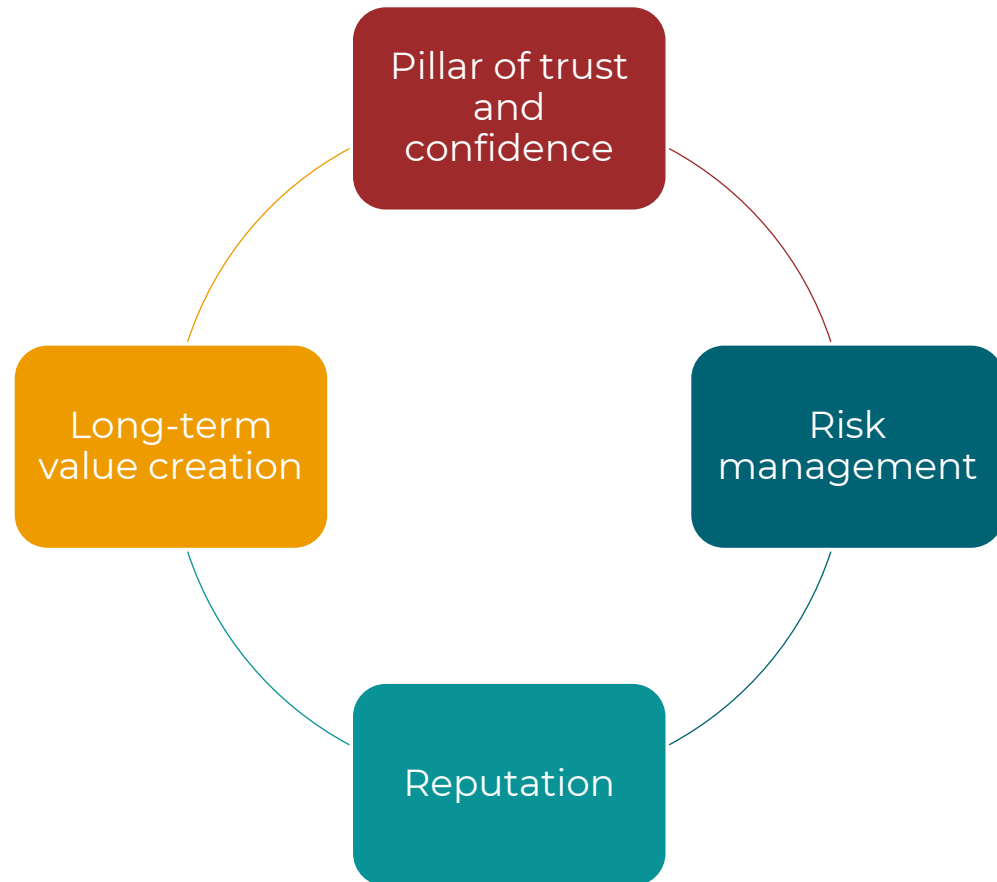 Pillar of trust
and
confidence
Risk
management
Reputation
Long-term
value creation